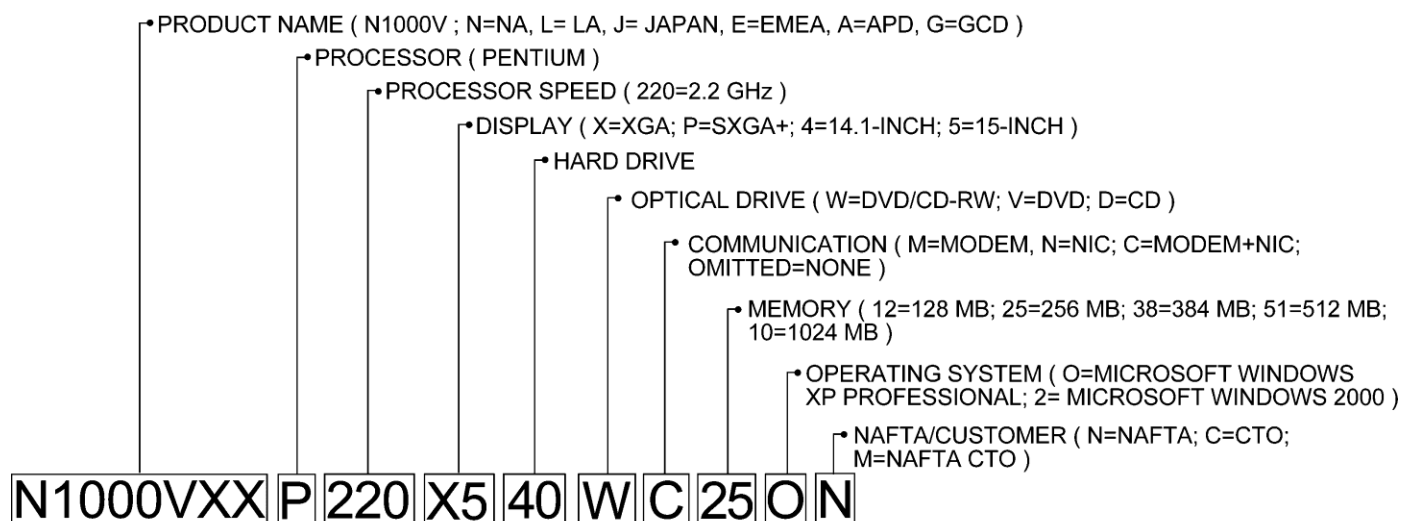 PRODUCT NAME ( N1000V ; N=NA, L= LA, J= JAPAN, E=EMEA, A=APD, G=GCD )
PROCESSOR ( PENTIUM )
PROCESSOR SPEED ( 220=2.2 GHz )
DISPLAY ( X=XGA; P=SXGA+; 4=14.1-INCH; 5=15-INCH )
HARD DRIVE
OPTICAL DRIVE ( W=DVD/CD-RW; V=DVD; D=CD )
COMMUNICATION ( M=MODEM, N=NIC; C=MODEM+NIC;
OMITTED=NONE )
MEMORY ( 12=128 MB; 25=256 MB; 38=384 MB; 51=512 MB;
10=1024 MB )
OPERATING SYSTEM ( O=MICROSOFT WINDOWS
XP PROFESSIONAL; 2= MICROSOFT WINDOWS 2000 )
NAFTA/CUSTOMER ( N=NAFTA; C=CTO;
M=NAFTA CTO )
N1000VXX P 220 X5 40 W C 25 O N